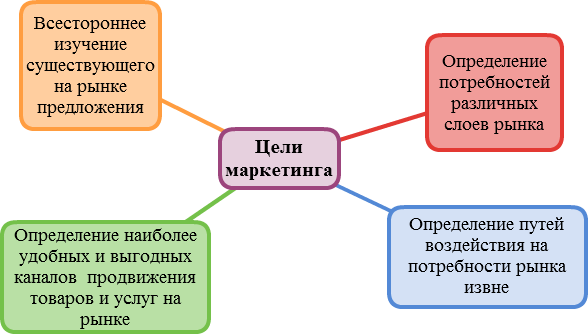 Всестороннее
изучение
существующего
на рынке
предложения
Определение
потребностей
различных
слоев рынка
Цели
маркетинга
Определение наиболее
удобных и выгодных
каналов продвижения
товаров и услуг на
рынке
Определение путей
воздействия на
потребности рынка
извне